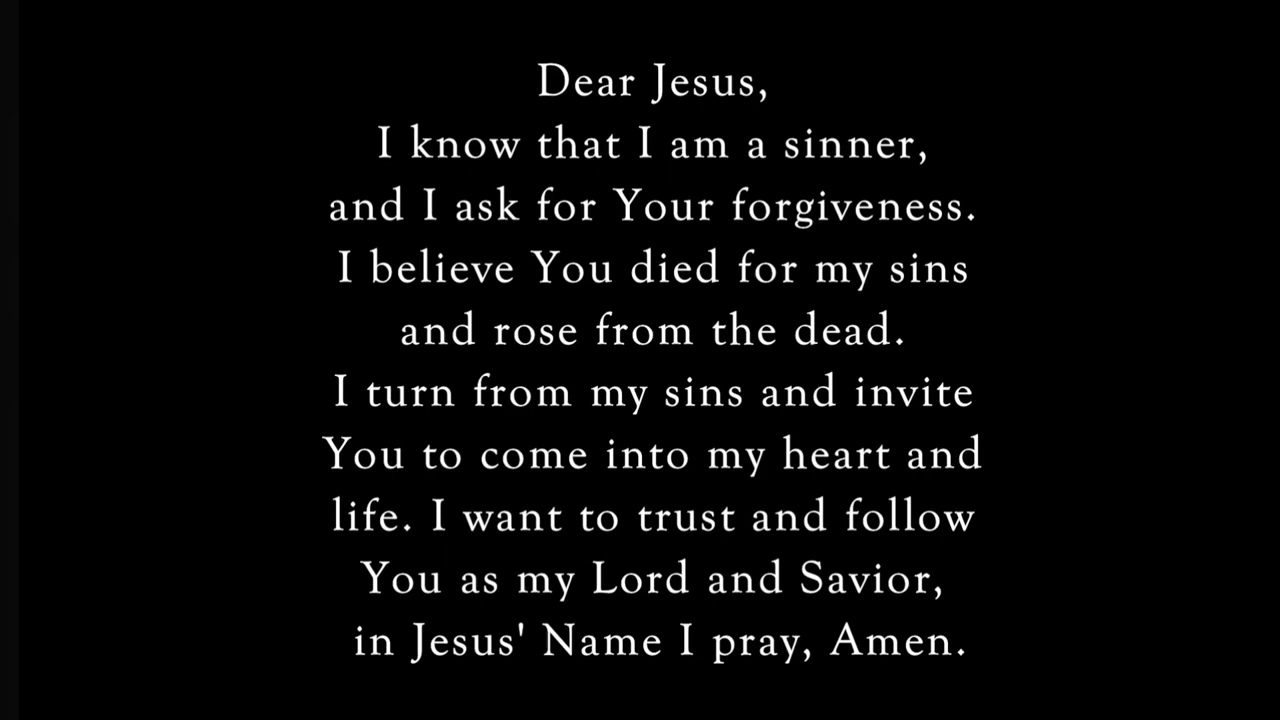 Dear Jesus,
I know that I am a sinner,
and I ask for Your forgiveness.
I believe You died for my sins
and rose from the dead.
I turn from my sins and invite
You to come into my heart and
life. I want to trust and follow
You as my Lord and Savior,
in Jesus' Name I pray, Amen.